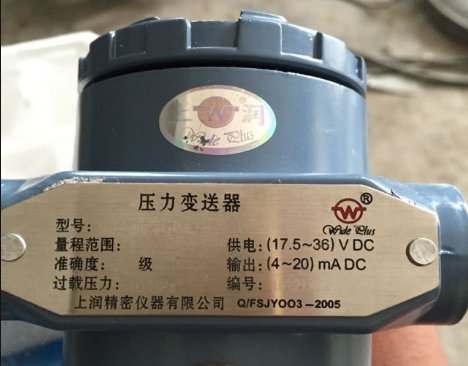 上润
Wide Plus
压力变送器
W®
Wide Plus
型号:
量程范围: 供电:(17.5~36)V DC
准确度: 级 输出:(4~20)mA DC
过载压力: 编号:
上润精密仪器有限公司 Q/FSJY003-2005